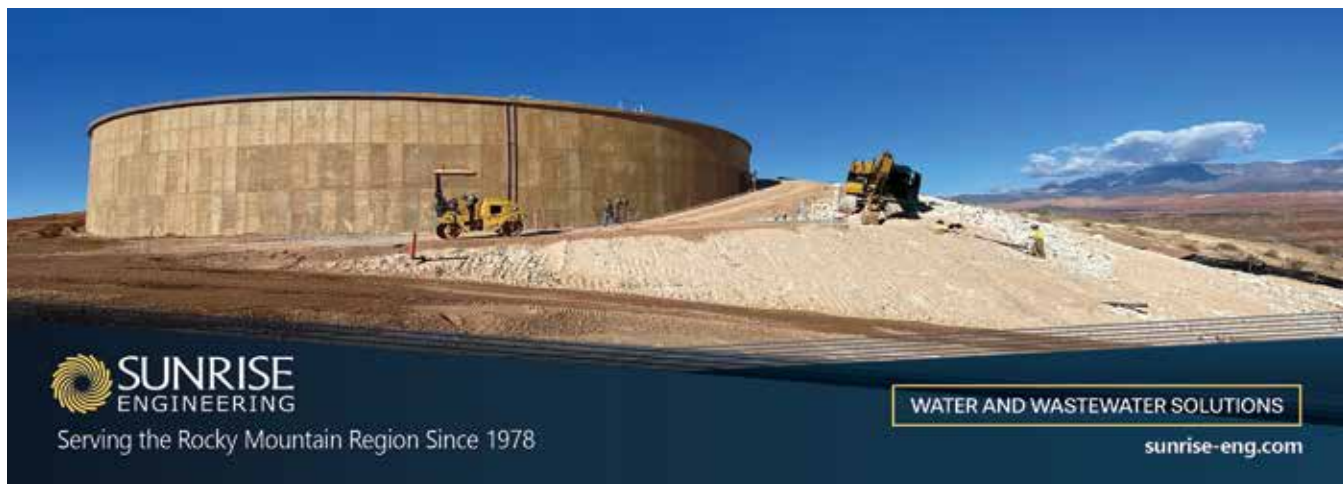 SUNRISE
ENGINEERING
Serving the Rocky Mountain Region Since 1978
WATER AND WASTEWATER SOLUTIONS
sunrise-eng.com